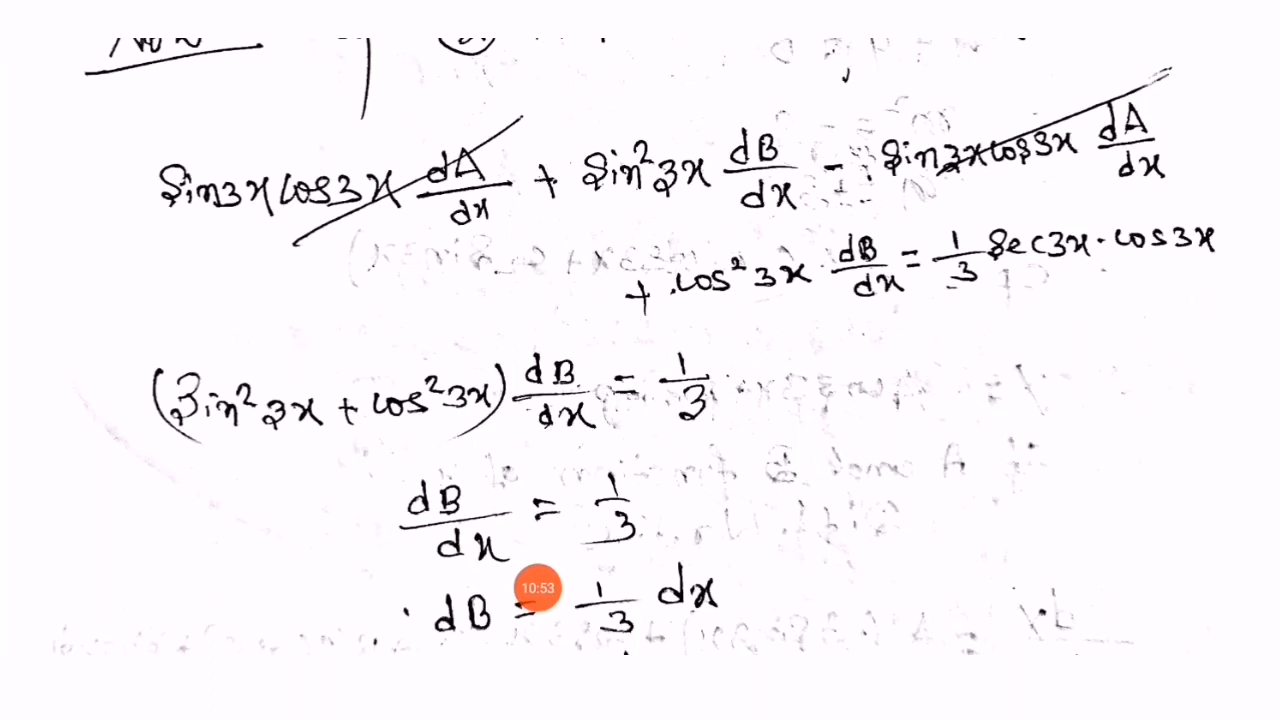 sin3x cos3x dA/dx + sin²3x dB/dx - sin3x cos3x dA/dx
+ cos²3x dB/dx = 1/3 sec3x · cos3x
(sin²3x + cos²3x) dB/dx = 1/3
dB/dx = 1/3
dB = 1/3 dx
10:53